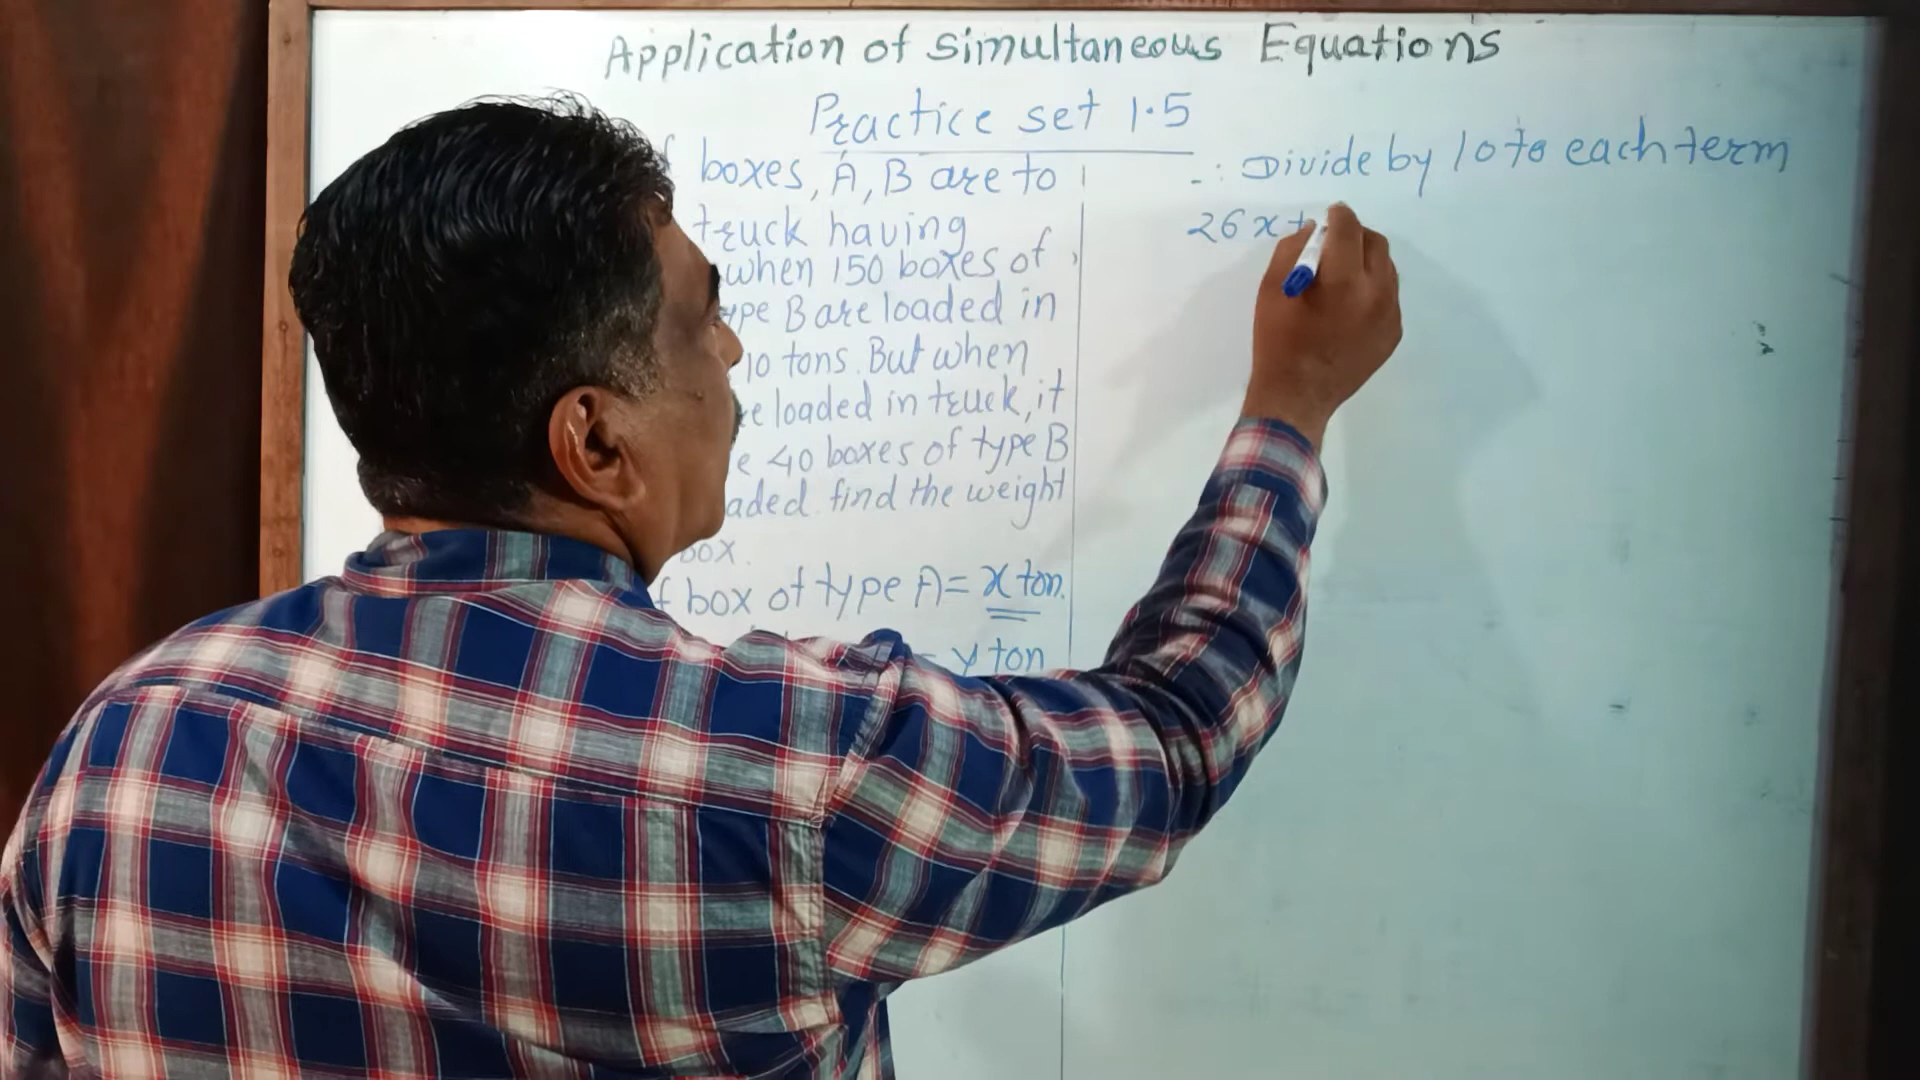 Application of Simultaneous Equations
Practice set 1.5
boxes, A, B are to
truck having
when 150 boxes of
type B are loaded in
10 tons. But when
loaded in truck, it
40 boxes of type B
find the weight
box.
box of type A = x ton.
= y ton
∴ Divide by 10 to each term
26x +